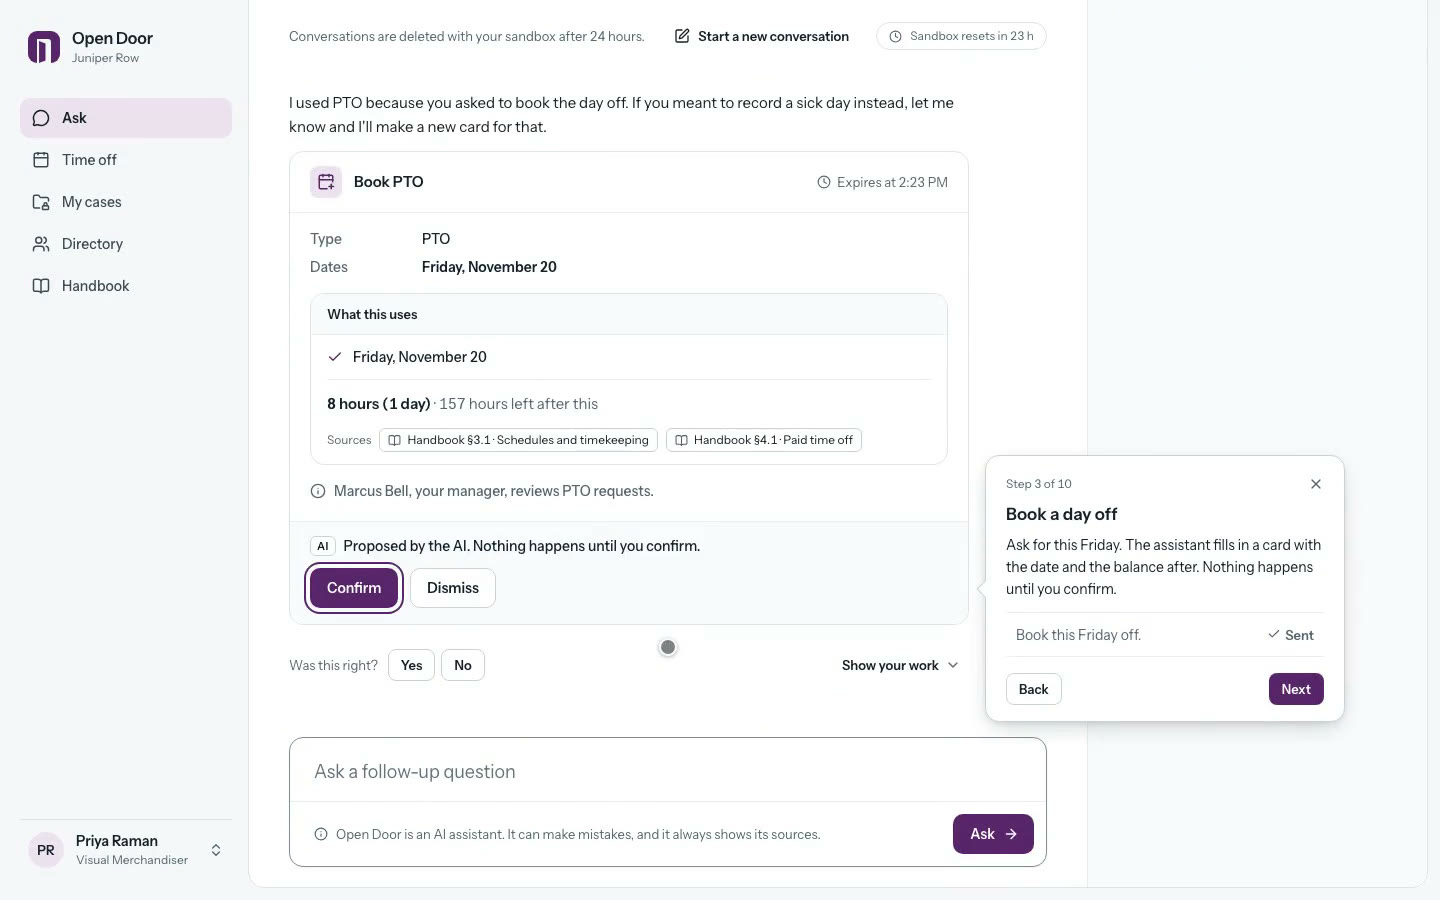 Open Door
Juniper Row
Ask
Time off
My cases
Directory
Handbook
PR
Priya Raman
Visual Merchandiser
Conversations are deleted with your sandbox after 24 hours.
Start a new conversation
Sandbox resets in 23 h
I used PTO because you asked to book the day off. If you meant to record a sick day instead, let me
know and I'll make a new card for that.
Book PTO
Expires at 2:23 PM
Type PTO
Dates Friday, November 20
What this uses
Friday, November 20
8 hours (1 day) · 157 hours left after this
Sources
Handbook §3.1 · Schedules and timekeeping
Handbook §4.1 · Paid time off
Marcus Bell, your manager, reviews PTO requests.
AI
Proposed by the AI. Nothing happens until you confirm.
Confirm
Dismiss
Was this right?
Yes
No
Show your work
Ask a follow-up question
Open Door is an AI assistant. It can make mistakes, and it always shows its sources.
Ask
Step 3 of 10
Book a day off
Ask for this Friday. The assistant fills in a card with
the date and the balance after. Nothing happens
until you confirm.
Book this Friday off.
Sent
Back
Next